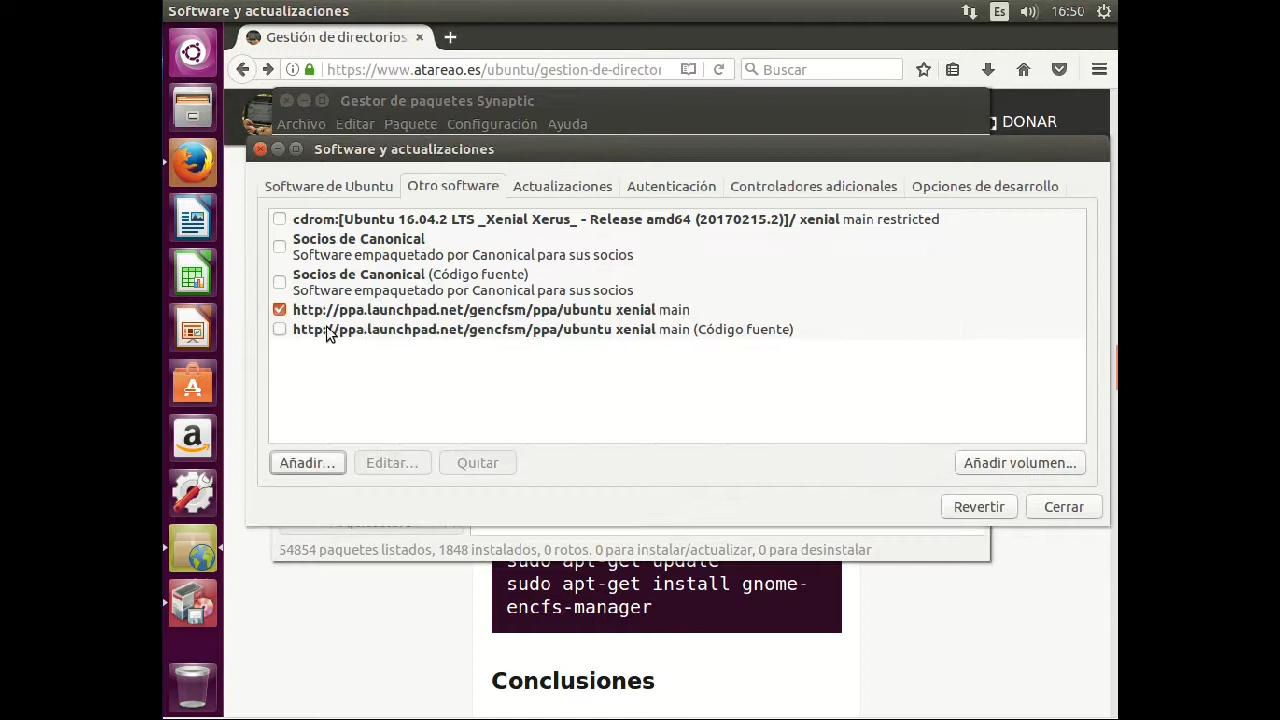 Software y actualizaciones
Es
16:50
Gestión de directorios
https://www.atareao.es/ubuntu/gestion-de-director
Buscar
Gestor de paquetes Synaptic
DONAR
Archivo Editar Paquete Configuración Ayuda
Software y actualizaciones
Software de Ubuntu Otro software Actualizaciones Autenticación Controladores adicionales Opciones de desarrollo
cdrom:[Ubuntu 16.04.2 LTS _Xenial Xerus_ - Release amd64 (20170215.2)]/ xenial main restricted
Socios de Canonical
Software empaquetado por Canonical para sus socios
Socios de Canonical (Código fuente)
Software empaquetado por Canonical para sus socios
http://ppa.launchpad.net/gencfsm/ppa/ubuntu xenial main
http://ppa.launchpad.net/gencfsm/ppa/ubuntu xenial main (Código fuente)
Añadir... Editar... Quitar Añadir volumen...
Revertir Cerrar
54854 paquetes listados, 1848 instalados, 0 rotos. 0 para instalar/actualizar, 0 para desinstalar
sudo apt-get update
sudo apt-get install gnome-
encfs-manager
Conclusiones